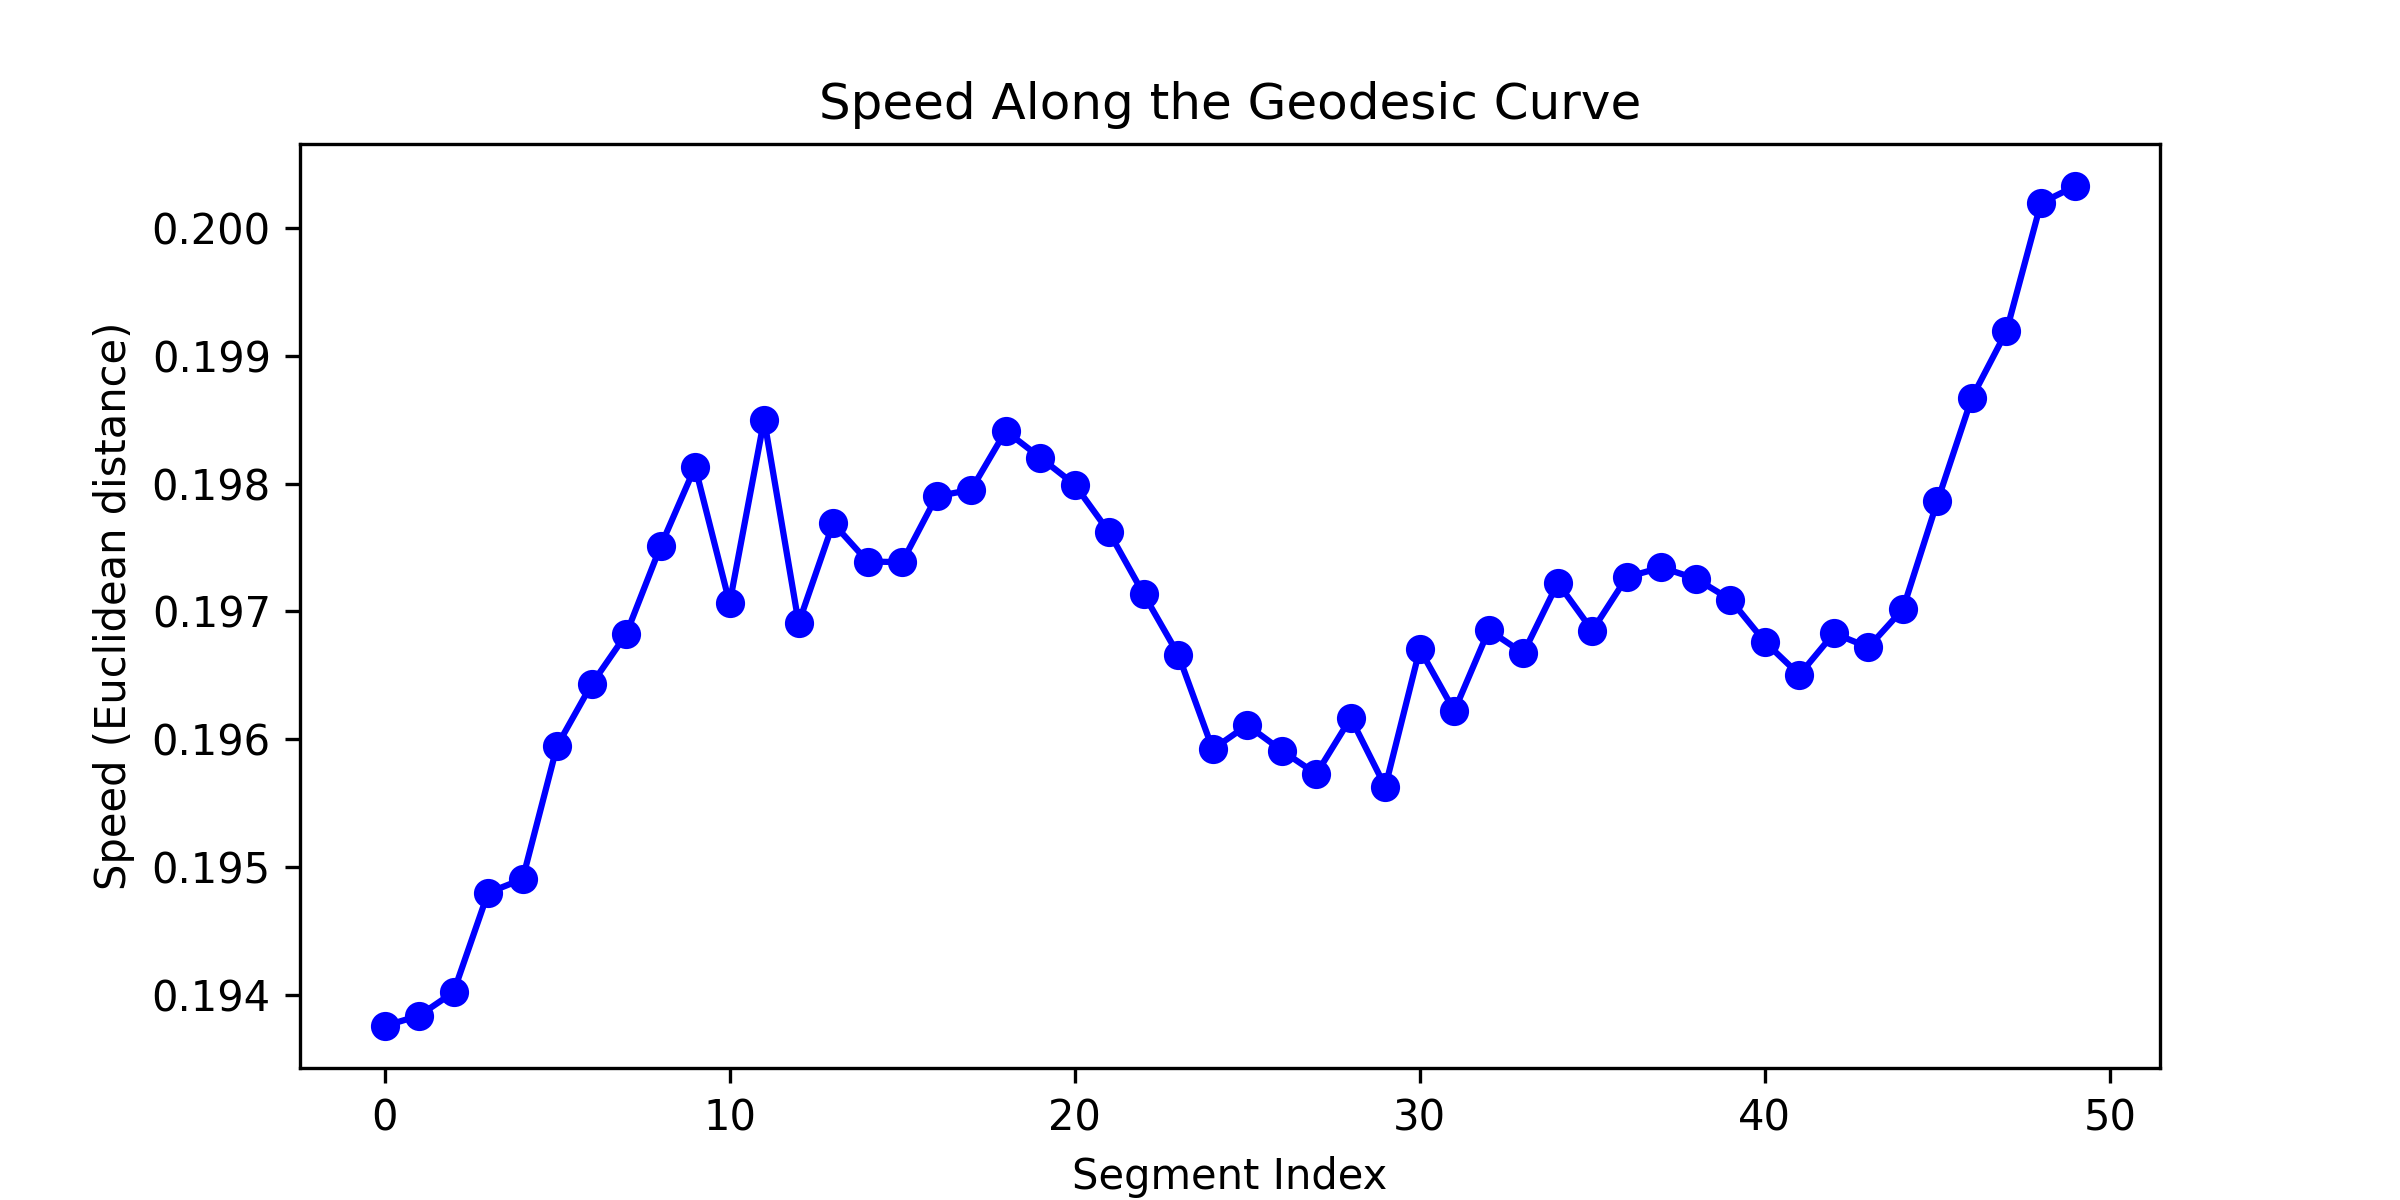 Speed Along the Geodesic Curve
Speed (Euclidean distance)
0.200
0.199
0.198
0.197
0.196
0.195
0.194
0 10 20 30 40 50
Segment Index